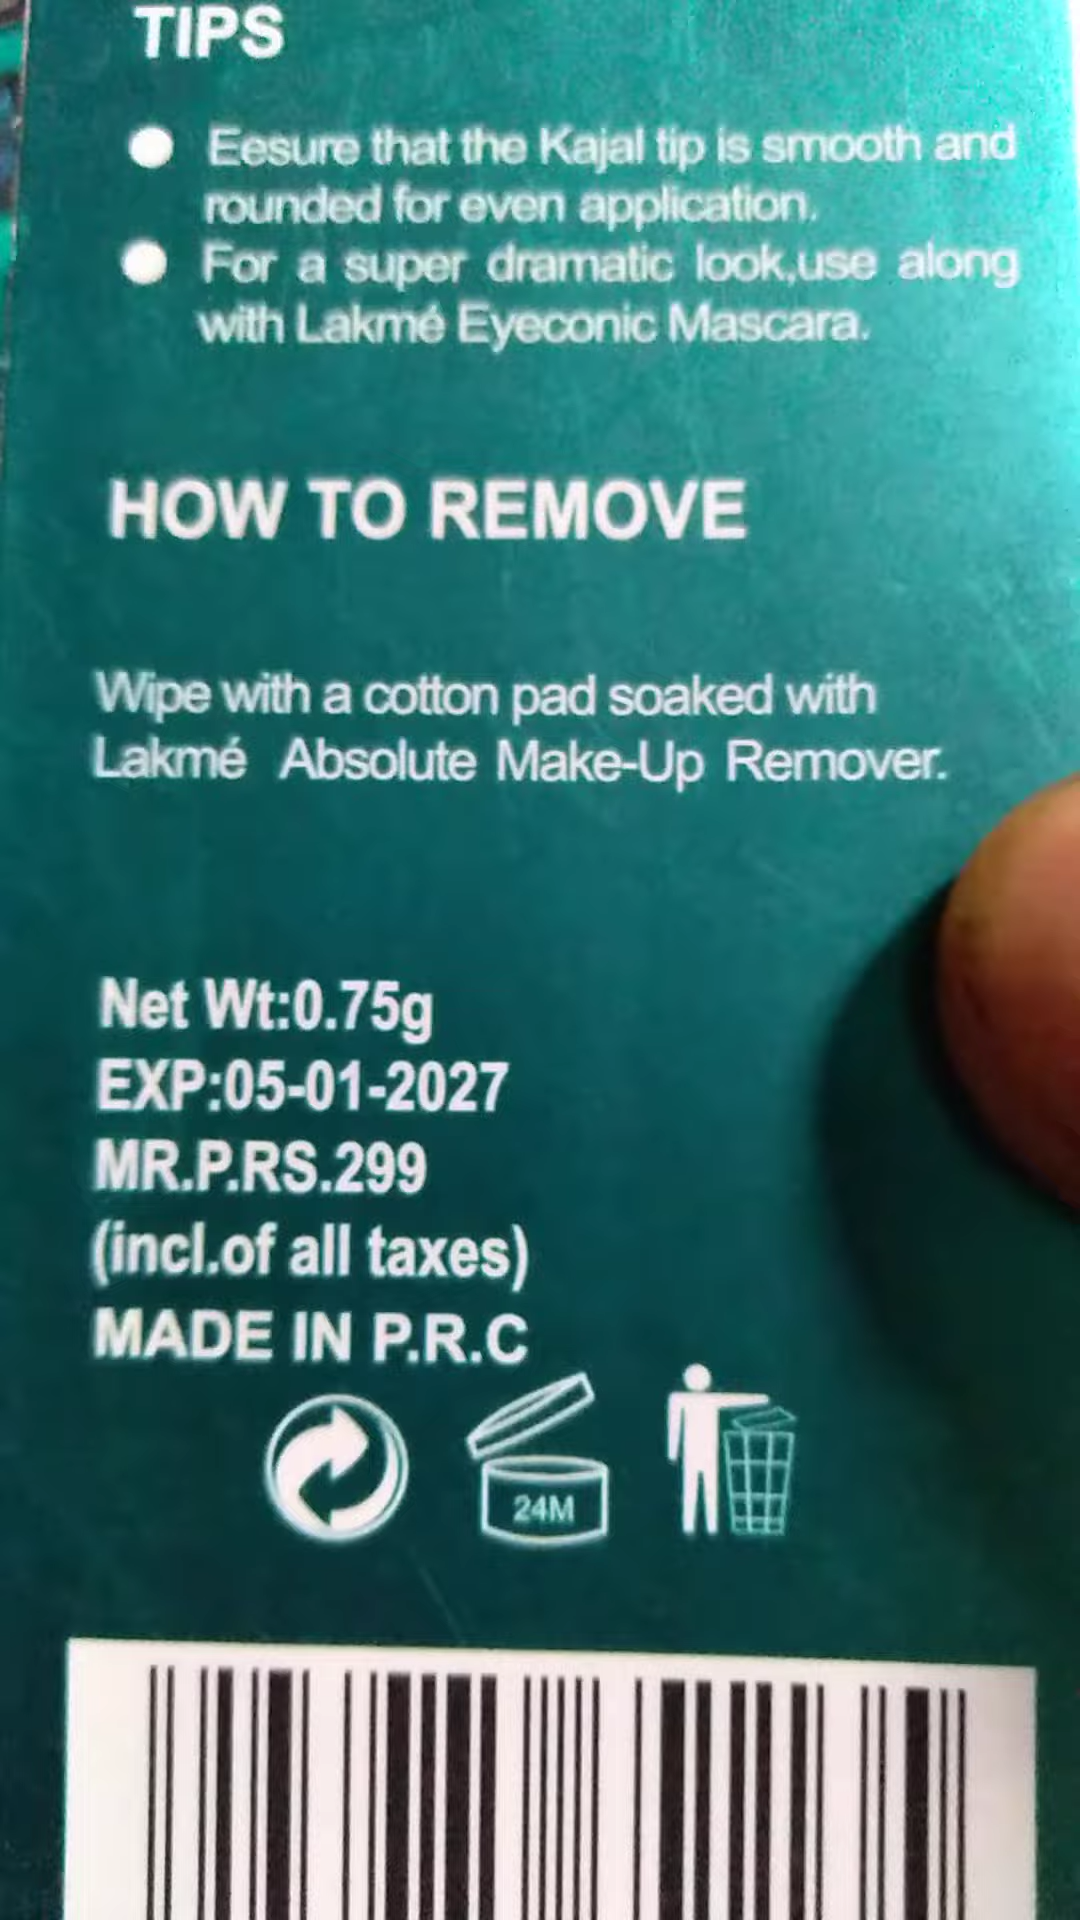 TIPS
Eesure that the Kajal tip is smooth and
rounded for even application.
For a super dramatic look,use along
with Lakmé Eyeconic Mascara.
HOW TO REMOVE
Wipe with a cotton pad soaked with
Lakmé Absolute Make-Up Remover.
Net Wt:0.75g
EXP:05-01-2027
MR.P.RS.299
(incl.of all taxes)
MADE IN P.R.C
24M